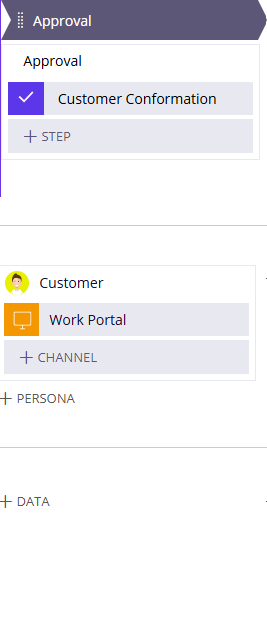 Approval
Approval
Customer Conformation
STEP
Customer
Work Portal
CHANNEL
PERSONA
DATA